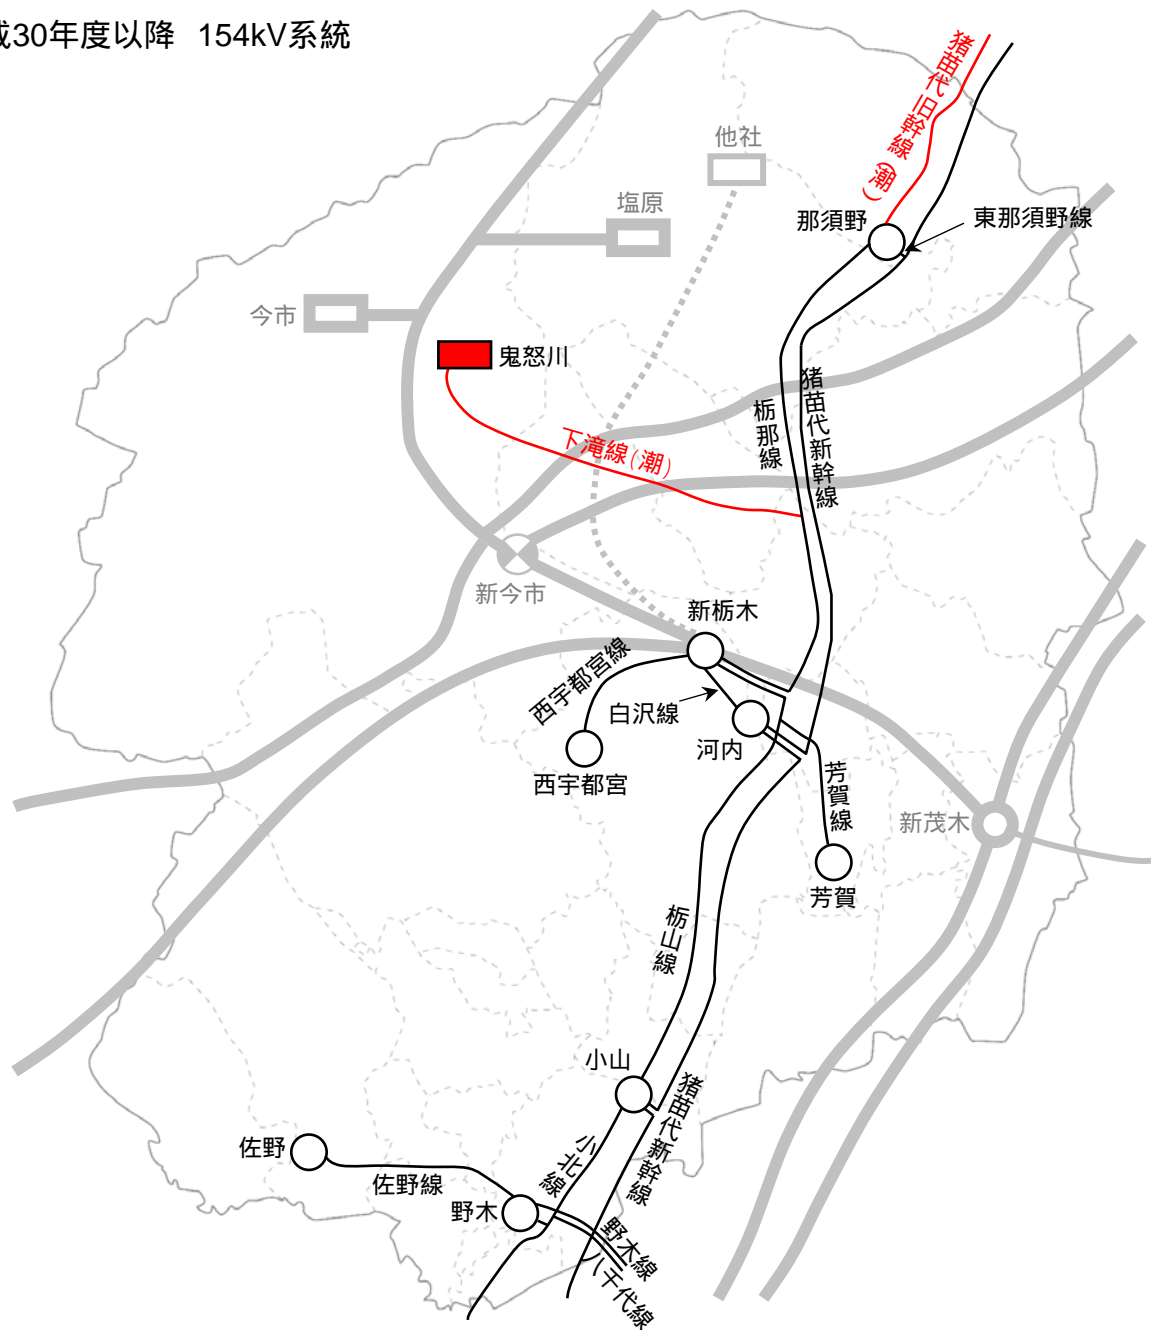 成30年度以降 154kV系統
猪苗代旧幹線(潮)
他社
塩原
那須野
東那須野線
今市
鬼怒川
猪苗代新幹線
栃那線
下滝線(潮)
新今市
新栃木
西宇都宮線
白沢線
河内
西宇都宮
芳賀線
新茂木
芳賀
栃山線
小山
猪苗代新幹線
佐野
小北線
佐野線
野木
野木線
八千代線